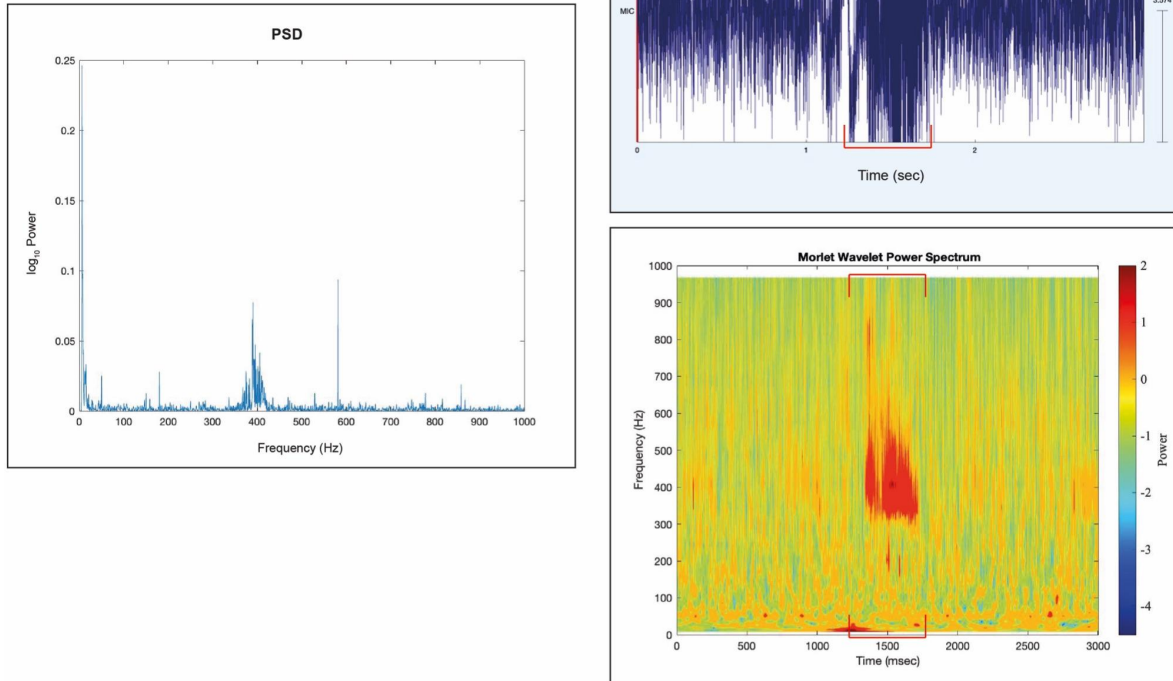 PSD
0.25
0.2
0.15
0.1
0.05
0
log10 Power
0 100 200 300 400 500 600 700 800 900 1000
Frequency (Hz)
MIC
0 1 2
Time (sec)
Morlet Wavelet Power Spectrum
1000
900
800
700
600
500
400
300
200
100
0
Frequency (Hz)
0 500 1000 1500 2000 2500 3000
Time (msec)
2
1
0
-1
-2
-3
-4
Power